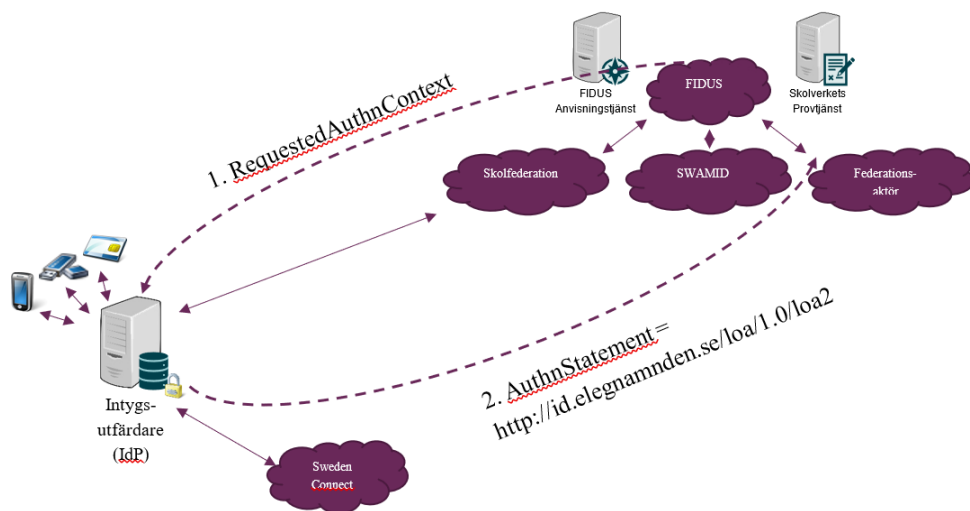 FIDUS
Anvisningstjänst
FIDUS
Skolverkets
Provtjänst
1. RequestedAuthnContext
Skolfederation
SWAMID
Federations-
aktör
2. AuthnStatement =
http://id.elegnamnden.se/loa/1.0/loa2
Intygs-
utfärdare
(IdP)
Sweden
Connect